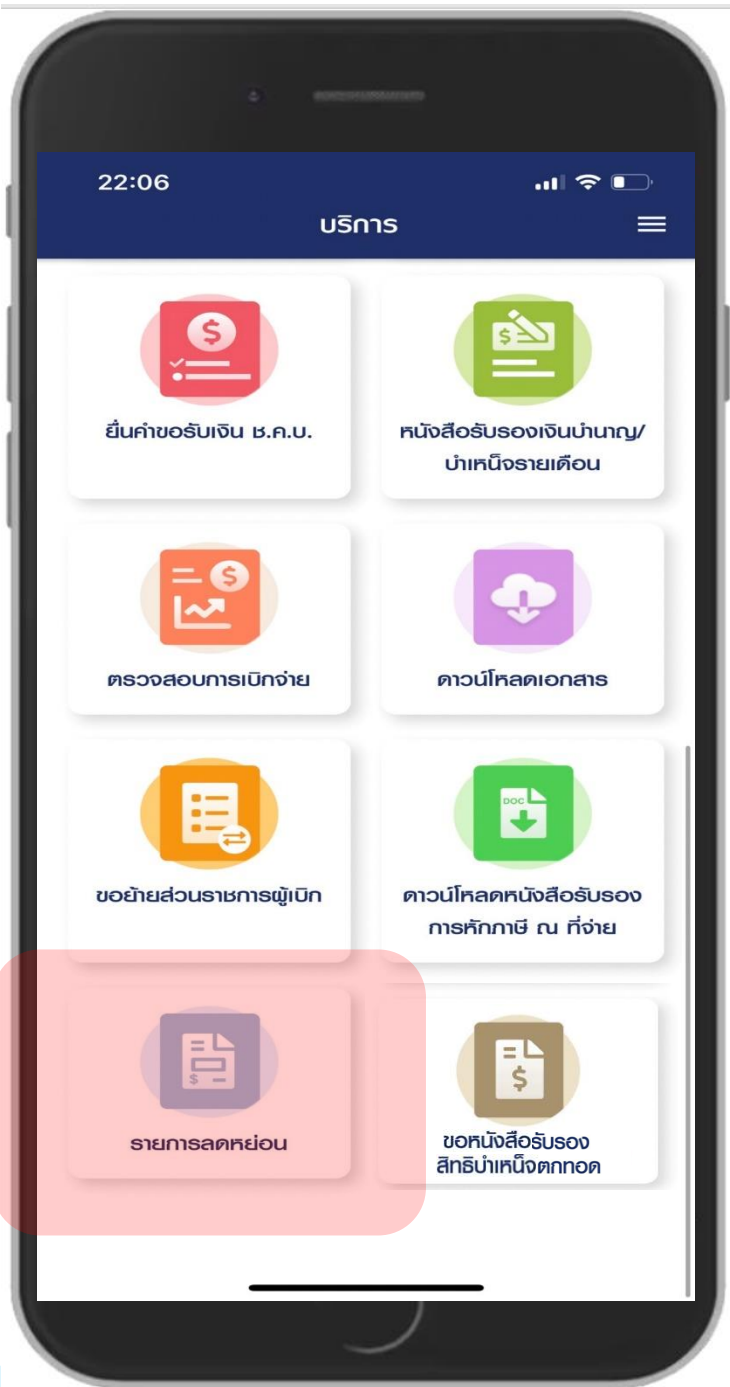 22:06
บริการ
ยื่นคำขอรับเงิน ช.ค.บ.
หนังสือรับรองเงินบำนาญ/
บำเหน็จรายเดือน
ตรวจสอบการเบิกจ่าย
ดาวน์โหลดเอกสาร
ขอย้ายส่วนราชการผู้เบิก
DOC
ดาวน์โหลดหนังสือรับรอง
การหักภาษี ณ ที่จ่าย
รายการลดหย่อน
ขอหนังสือรับรอง
สิทธิบำเหน็จตกทอด